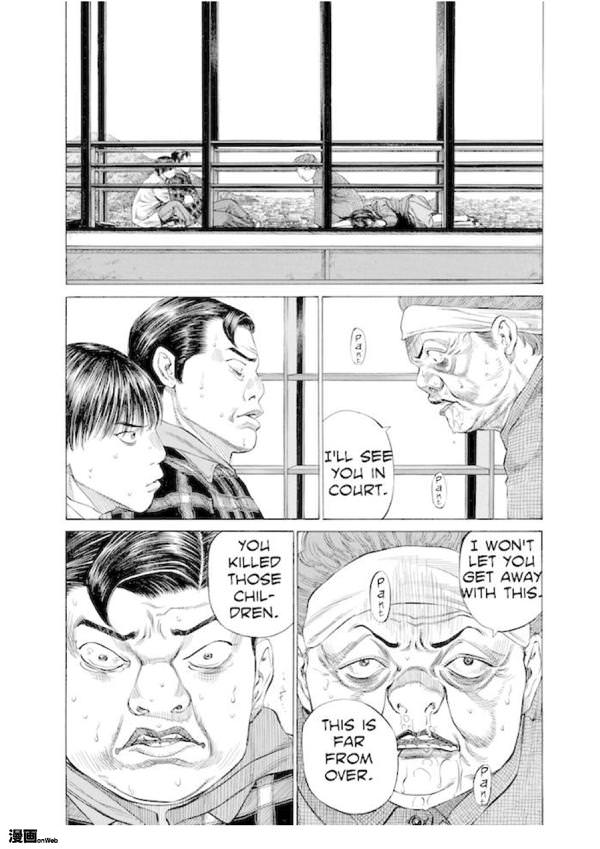 Pant
I'LL SEE
YOU IN
COURT.
Pant
I WON'T
LET YOU
GET AWAY
WITH THIS.
Pant
THIS IS
FAR
FROM
OVER.
Pant
YOU
KILLED
THOSE
CHIL-
DREN.
漫画onWeb